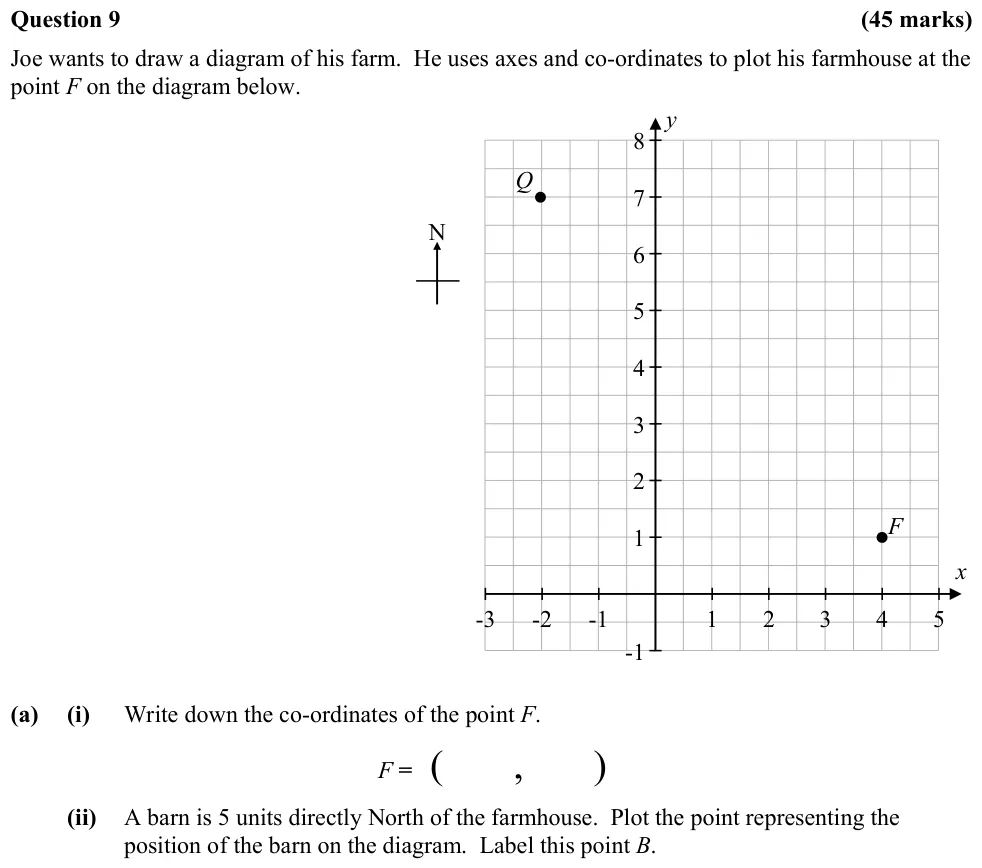 Question 9 (45 marks)
Joe wants to draw a diagram of his farm. He uses axes and co-ordinates to plot his farmhouse at the
point F on the diagram below.
y
8
Q
7
N
6
5
4
3
2
F
1
x
-3 -2 -1 1 2 3 4 5
-1
(a) (i) Write down the co-ordinates of the point F.
F = ( , )
(ii) A barn is 5 units directly North of the farmhouse. Plot the point representing the
position of the barn on the diagram. Label this point B.